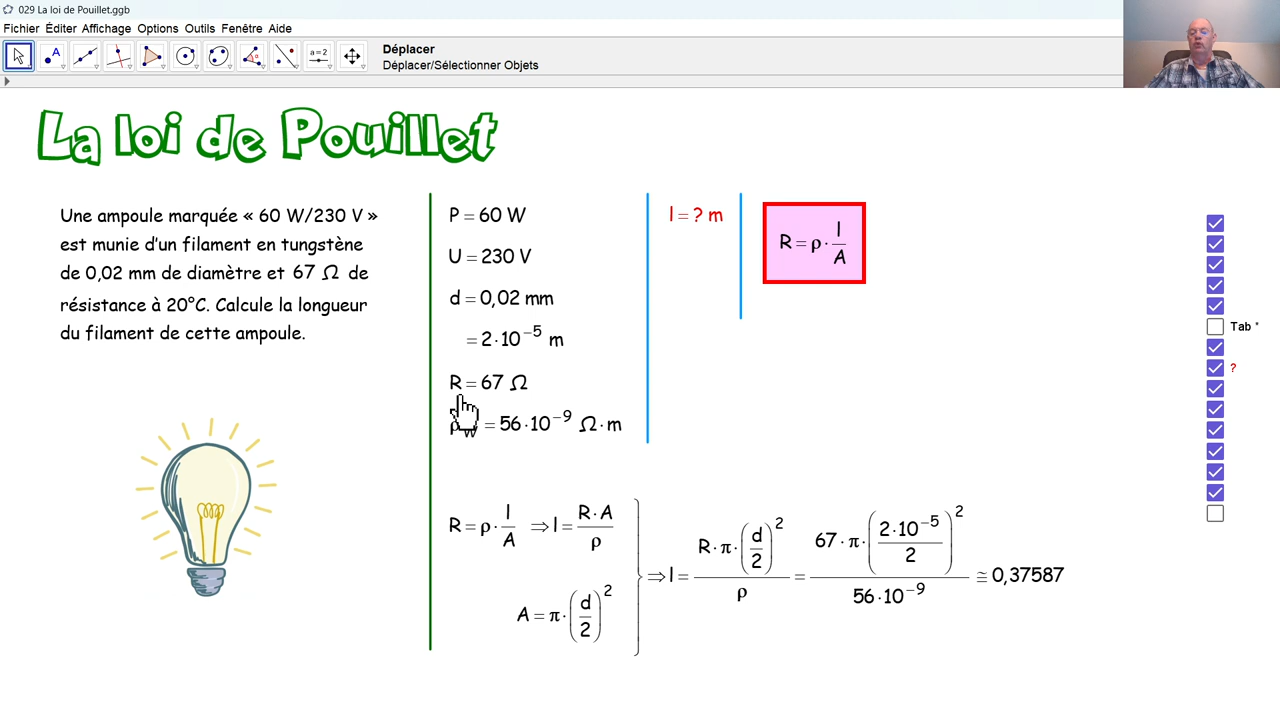 029 La loi de Pouillet.ggb
Fichier Éditer Affichage Options Outils Fenêtre Aide
A
a=2
Déplacer
Déplacer/Sélectionner Objets
La loi de Pouillet
Une ampoule marquée « 60 W/230 V »
est munie d’un filament en tungstène
de 0,02 mm de diamètre et 67 Ω de
résistance à 20°C. Calcule la longueur
du filament de cette ampoule.
P = 60 W
U = 230 V
d = 0,02 mm
= 2·10⁻⁵ m
R = 67 Ω
ρ_W = 56·10⁻⁹ Ω·m
l = ? m
R = ρ · l/A
Tab *
?
R = ρ · l/A ⇒ l = R·A/ρ
A = π · (d/2)²
⇒ l = R·π·(d/2)²/ρ = 67·π·(2·10⁻⁵/2)²/56·10⁻⁹ ≅ 0,37587